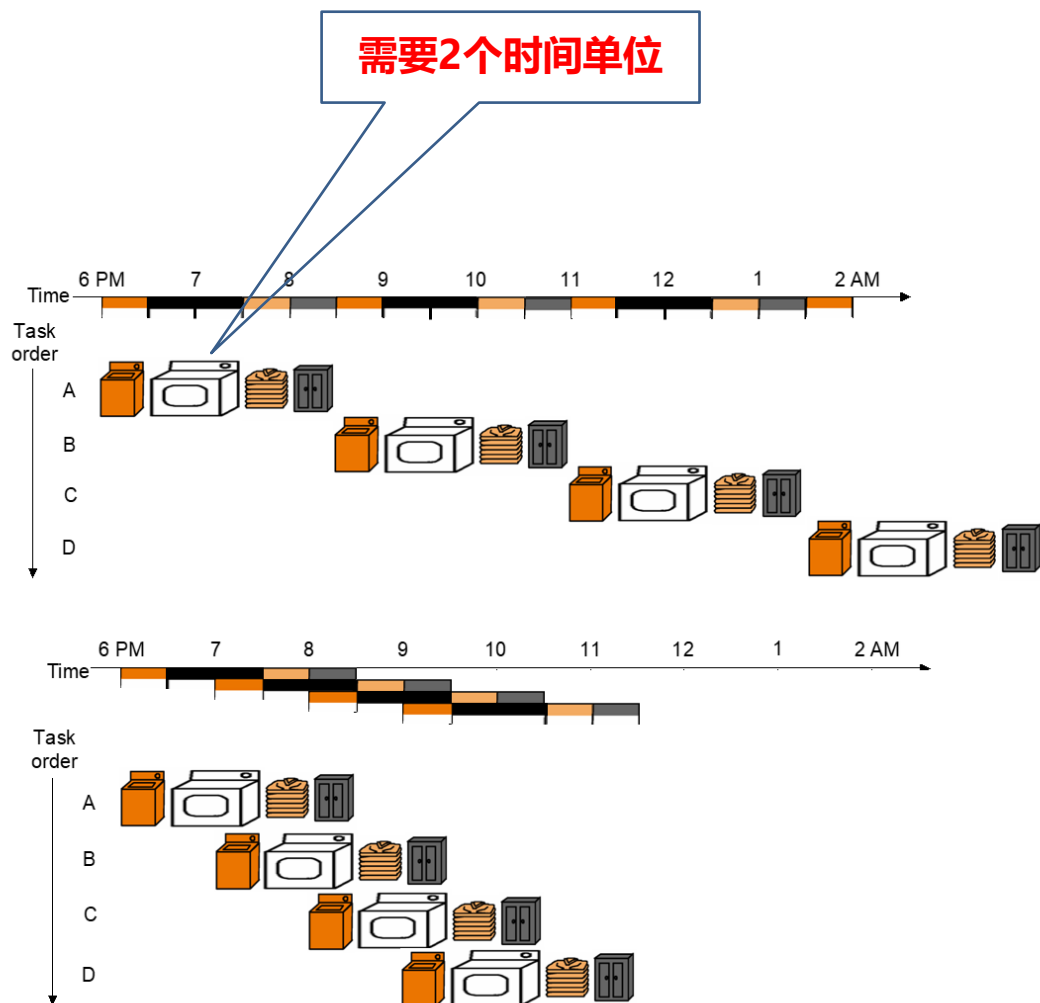 需要2个时间单位
6 PM 7 8 9 10 11 12 1 2 AM
Time
Task
order
A
B
C
D
6 PM 7 8 9 10 11 12 1 2 AM
Time
Task
order
A
B
C
D